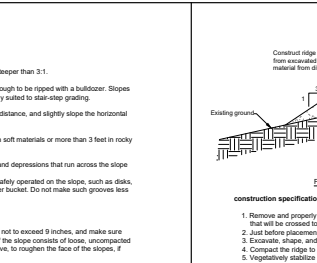 teeper than 3:1.
ough to be ripped with a bulldozer. Slopes
y suited to stair-step grading.
distance, and slightly slope the horizontal
soft materials or more than 3 feet in rocky
and depressions that run across the slope
afely operated on the slope, such as disks,
er bucket. Do not make such grooves less
not to exceed 9 inches, and make sure
f the slope consists of loose, uncompacted
ve, to roughen the face of the slopes, if
Construct ridge
from excavated
material from di
1
Existing ground
construction specificatio
1. Remove and properly
that will be crossed to
2. Just before placemen
3. Excavate, shape, and
4. Compact the ridge to
5. Vegetatively stabilize